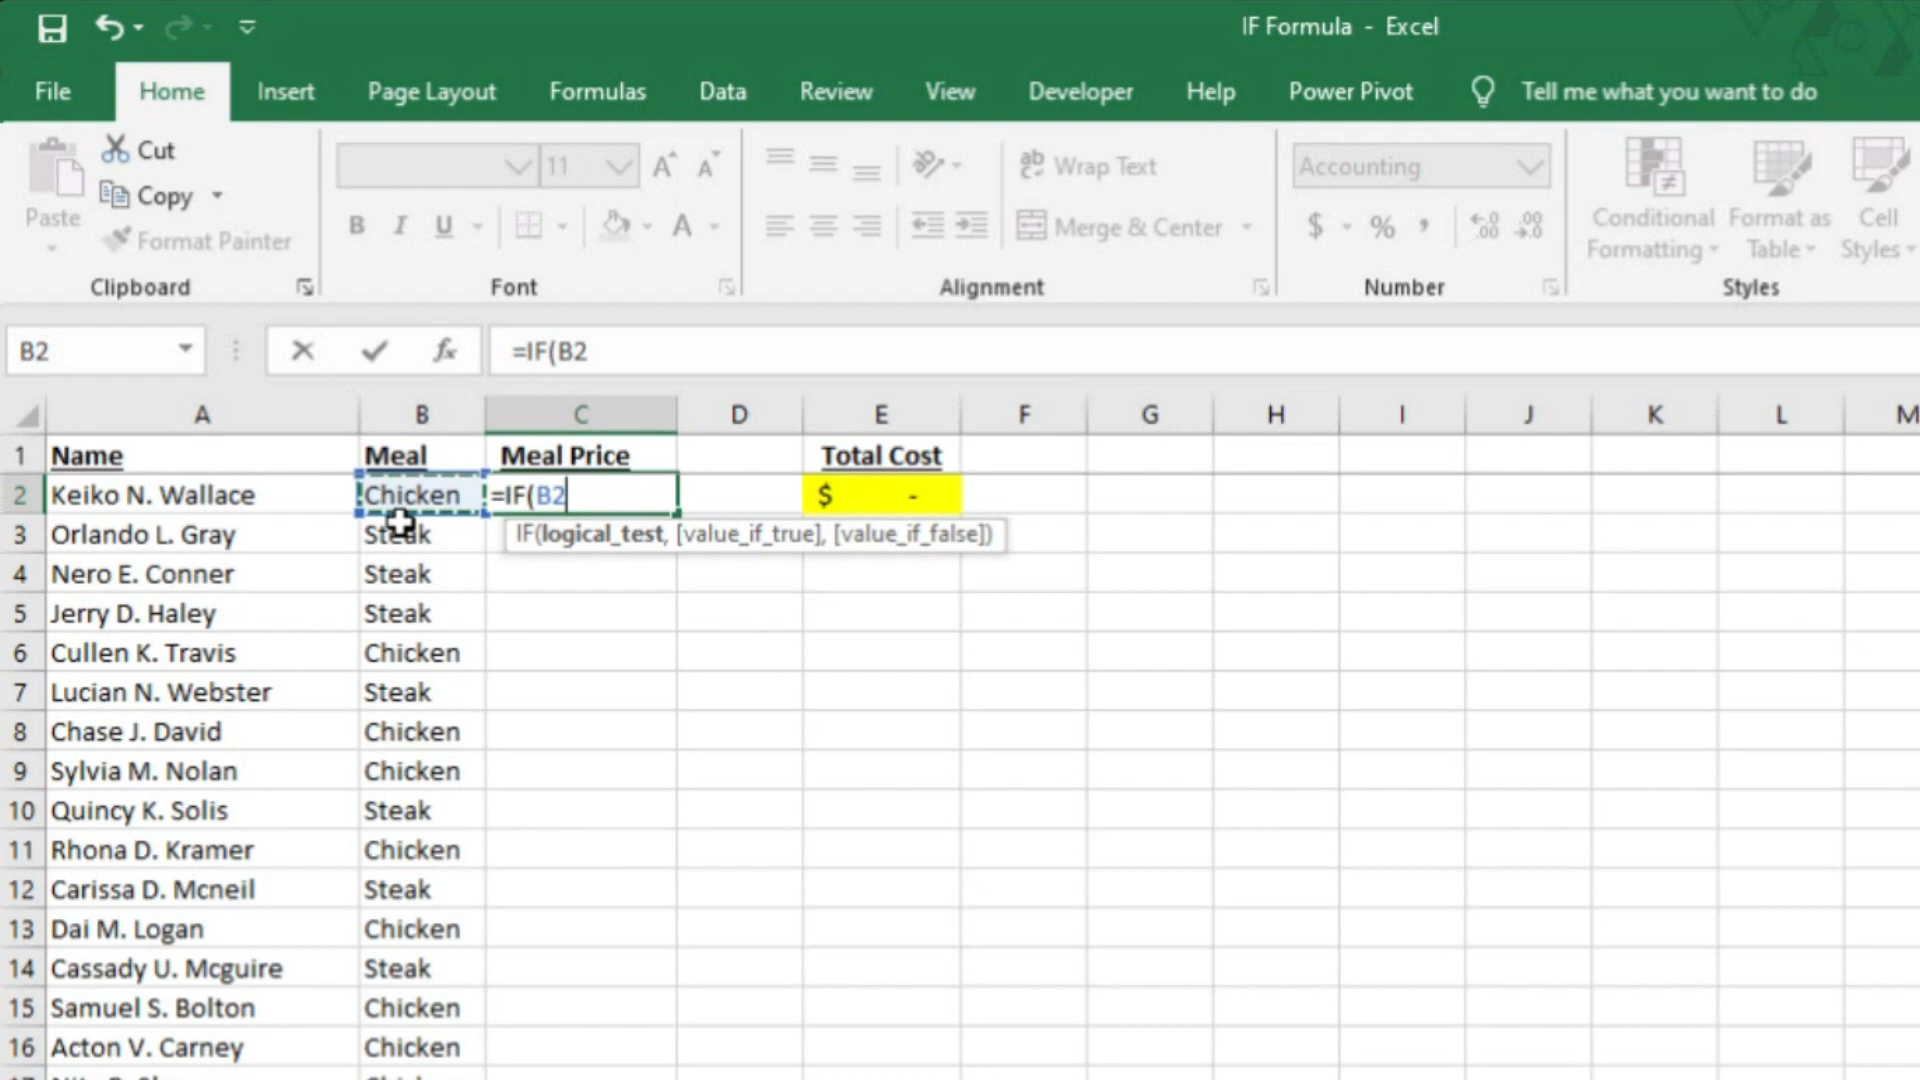 IF Formula - Excel
File Home Insert Page Layout Formulas Data Review View Developer Help Power Pivot Tell me what you want to do
Paste
Cut
Copy
Format Painter
Clipboard
11
A A
B I U A
Font
ab Wrap Text
Merge & Center
Alignment
Accounting
$ % , .00 .00
Number
Conditional Formatting
Format as Table
Cell Styles
Styles
B2 fx =IF(B2
A B C D E F G H I J K L M
1 Name Meal Meal Price Total Cost
2 Keiko N. Wallace Chicken =IF(B2 $ -
IF(logical_test, [value_if_true], [value_if_false])
3 Orlando L. Gray Steak
4 Nero E. Conner Steak
5 Jerry D. Haley Steak
6 Cullen K. Travis Chicken
7 Lucian N. Webster Steak
8 Chase J. David Chicken
9 Sylvia M. Nolan Chicken
10 Quincy K. Solis Steak
11 Rhona D. Kramer Chicken
12 Carissa D. Mcneil Steak
13 Dai M. Logan Chicken
14 Cassady U. Mcguire Steak
15 Samuel S. Bolton Chicken
16 Acton V. Carney Chicken